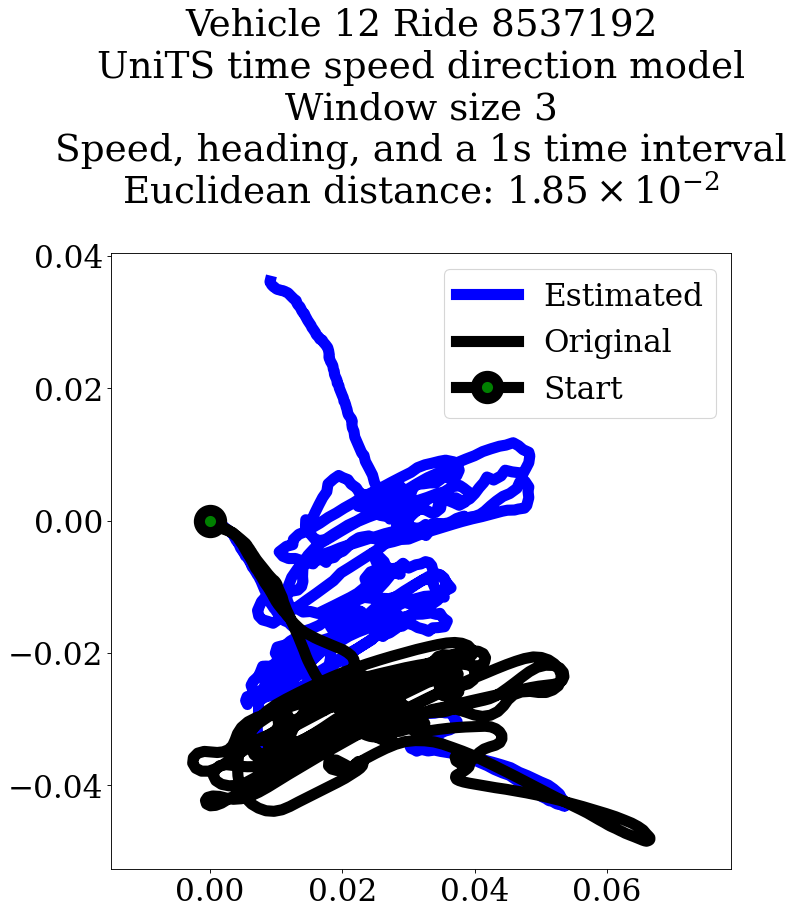 Vehicle 12 Ride 8537192
UniTS time speed direction model
Window size 3
Speed, heading, and a 1s time interval
Euclidean distance: 1.85 × 10⁻²
0.04
0.02
0.00
−0.02
−0.04
Estimated
Original
Start
0.00 0.02 0.04 0.06